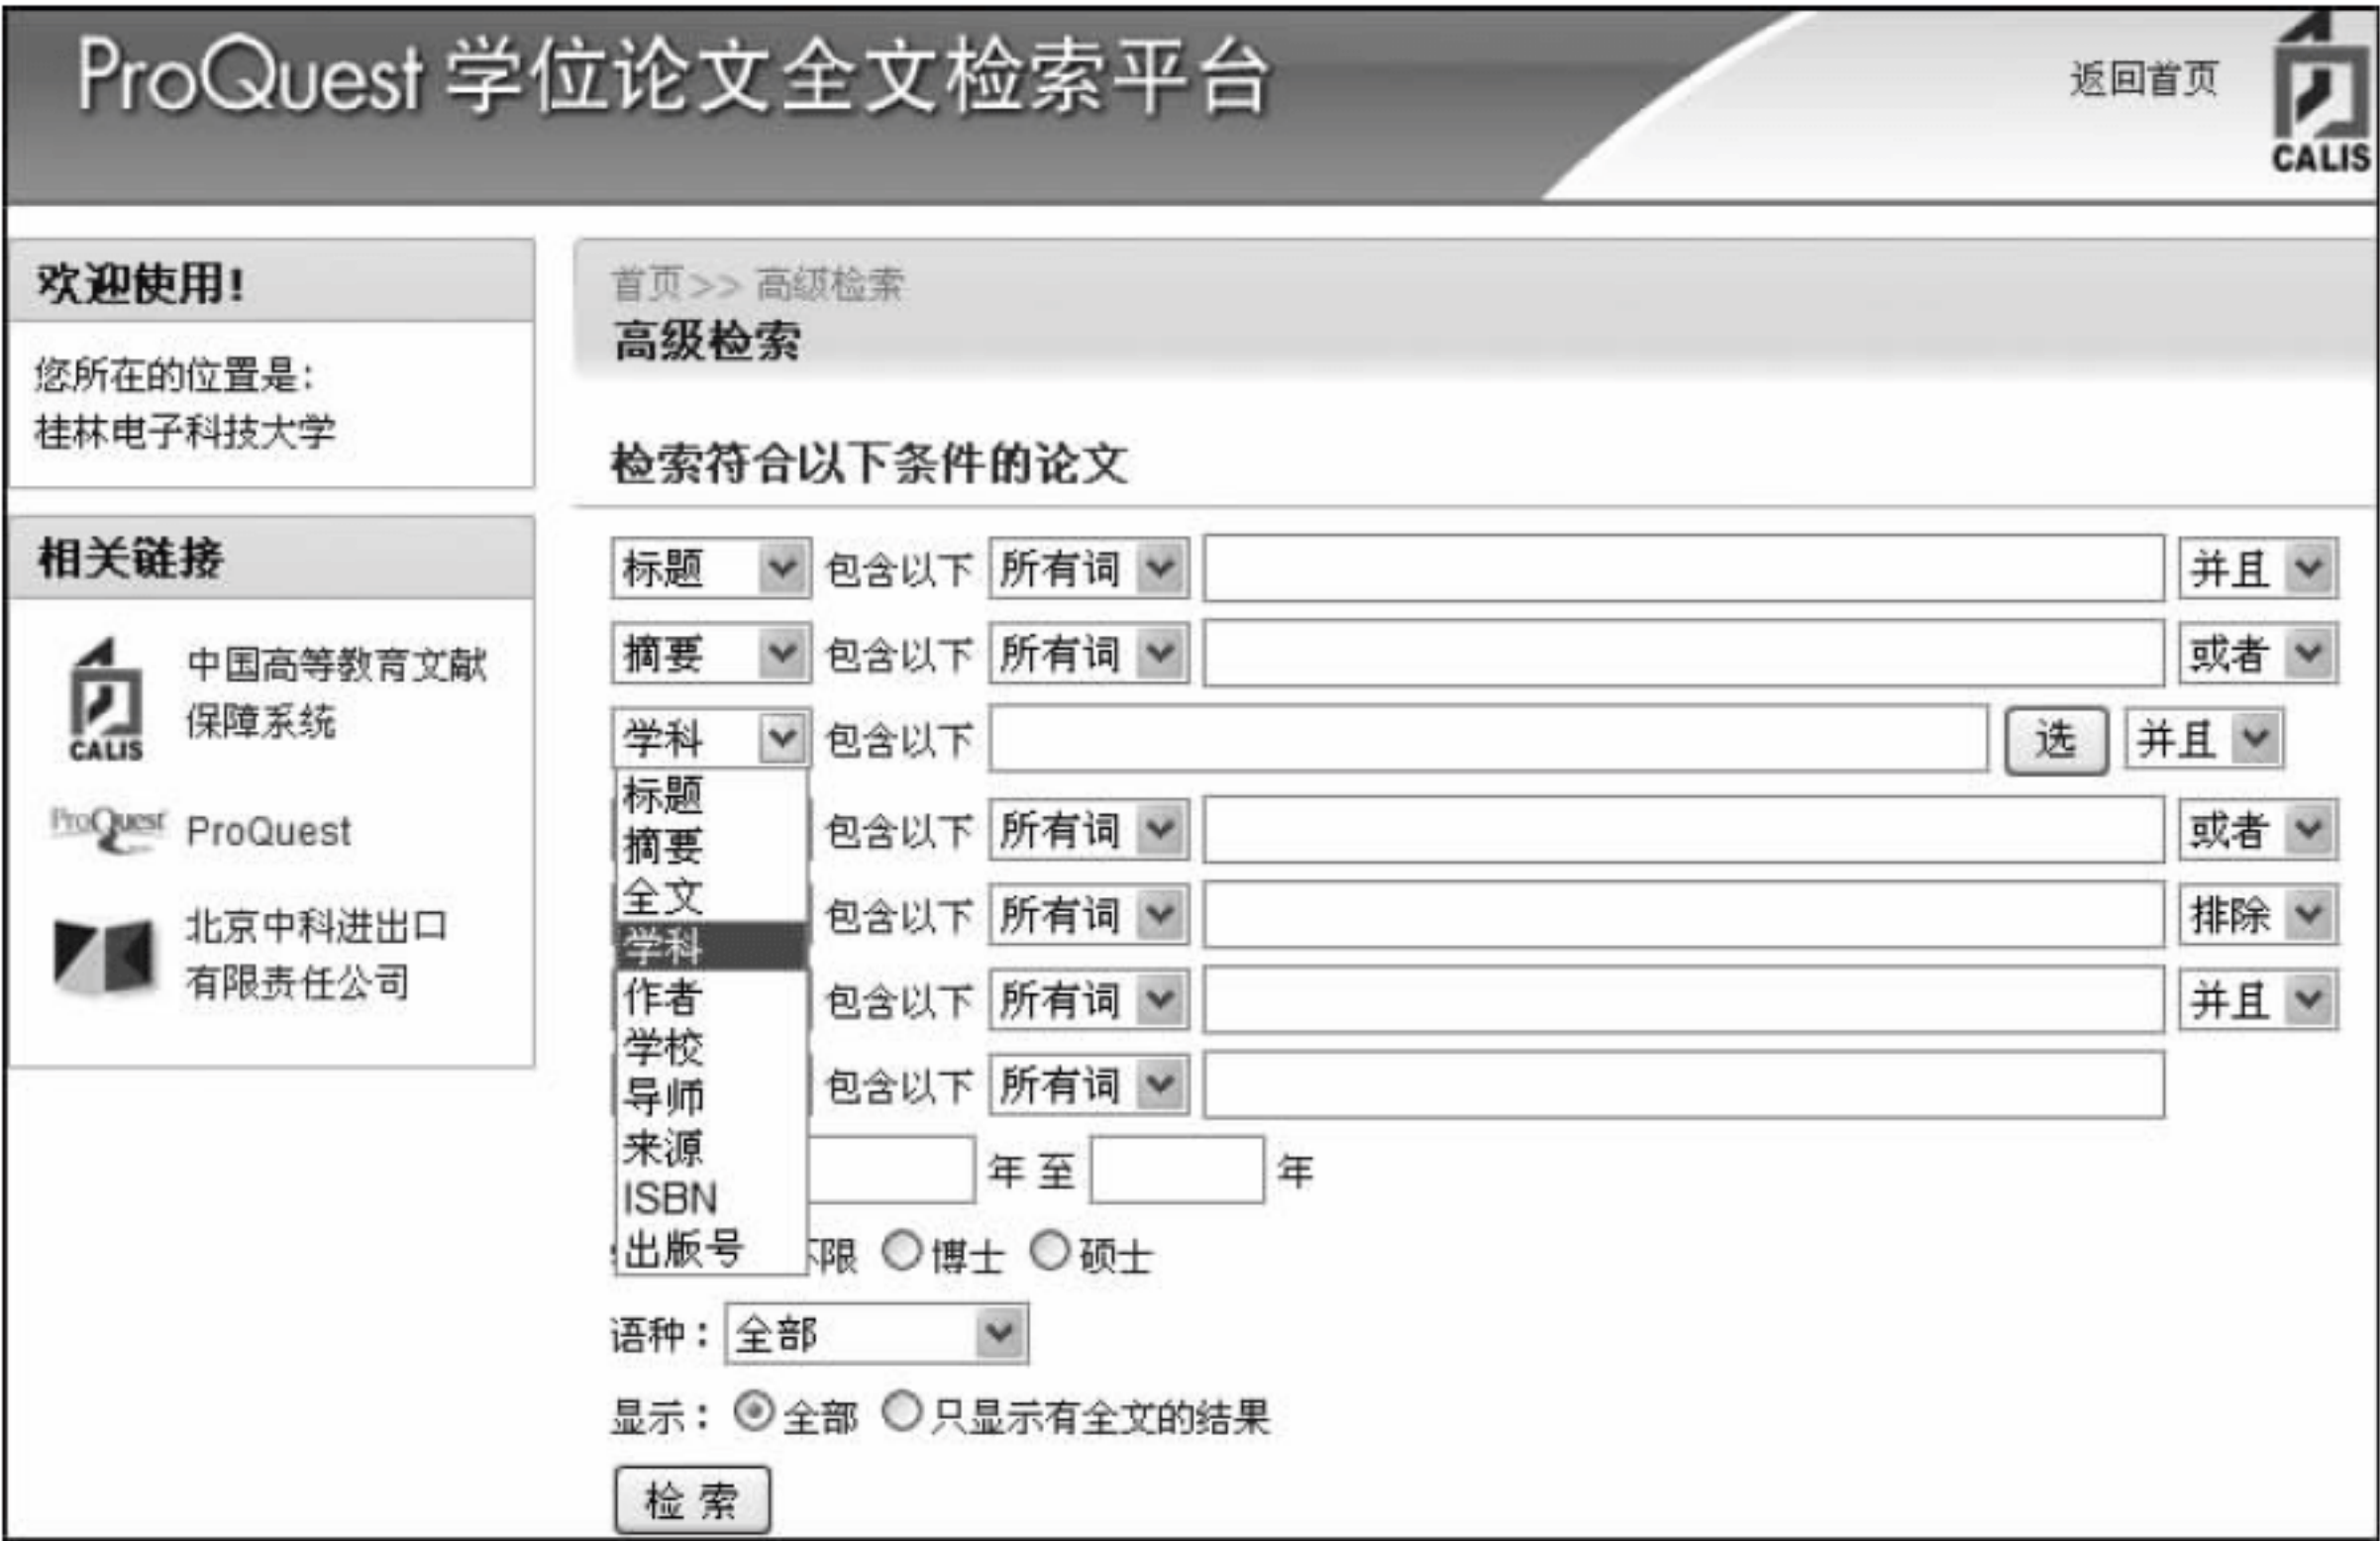 ProQuest 学位论文全文检索平台
返回首页
CALIS
欢迎使用!
您所在的位置是:
桂林电子科技大学
相关链接
CALIS
中国高等教育文献
保障系统
ProQuest ProQuest
北京中科进出口
有限责任公司
首页>> 高级检索
高级检索
检索符合以下条件的论文
标题 包含以下 所有词 并且
摘要 包含以下 所有词 或者
学科 包含以下 选 并且
标题
摘要
全文
学科
作者
学校
导师
来源
ISBN
出版号
包含以下 所有词 或者
包含以下 所有词 排除
包含以下 所有词 并且
包含以下 所有词
年 至 年
限 博士 硕士
语种: 全部
显示: 全部 只显示有全文的结果
检 索